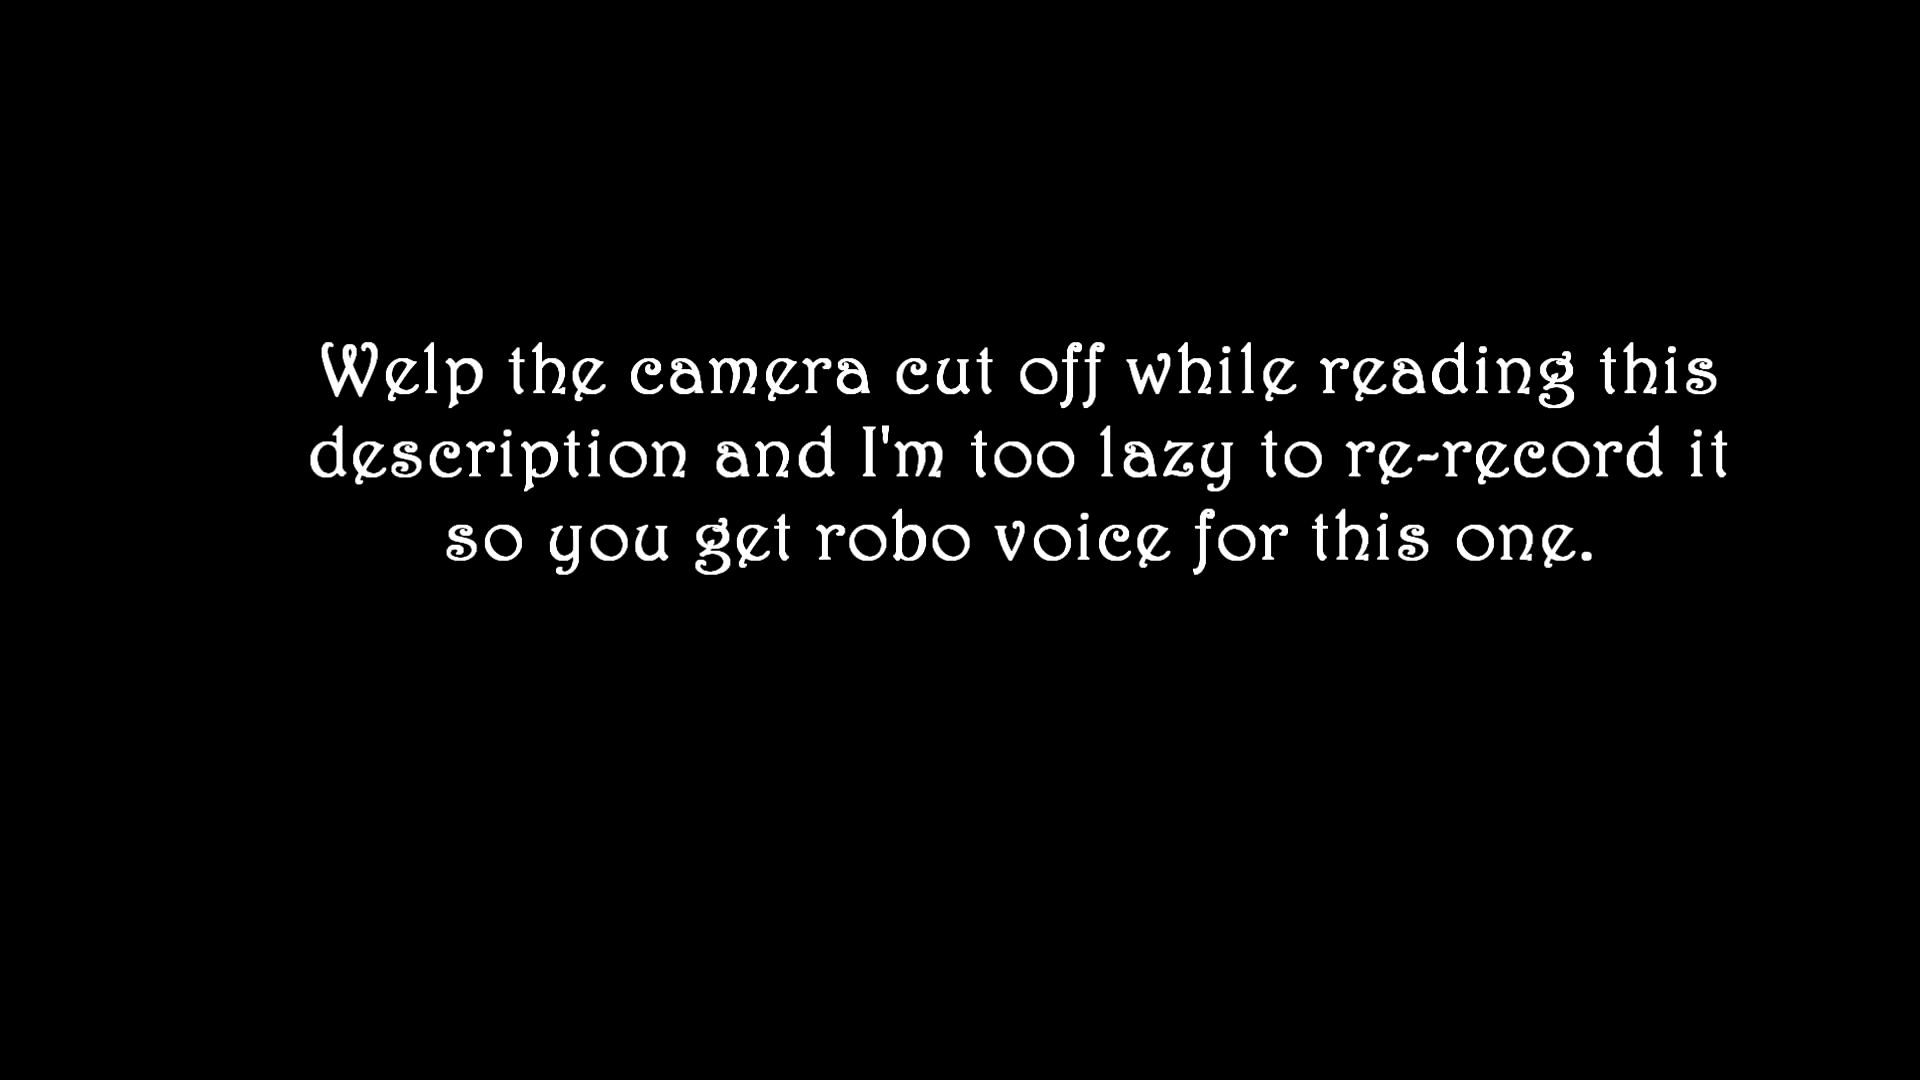 Welp the camera cut off while reading this
description and I'm too lazy to re-record it
so you get robo voice for this one.